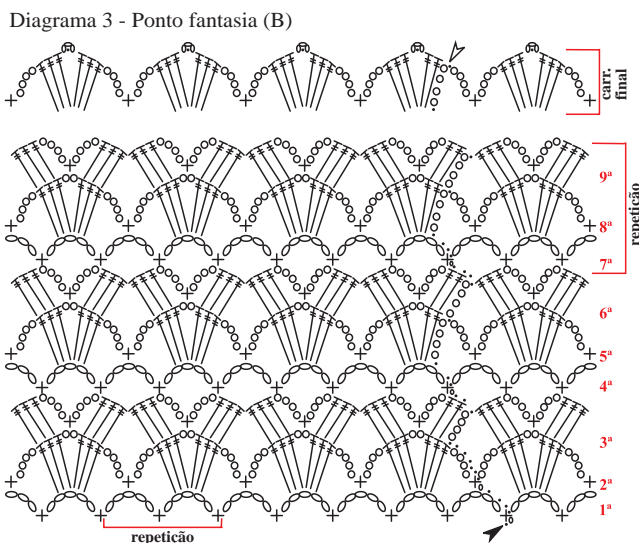 Diagrama 3 - Ponto fantasia (B)
carr.
final
9ª
8ª
7ª
repetição
6ª
5ª
4ª
3ª
2ª
1ª
repetição